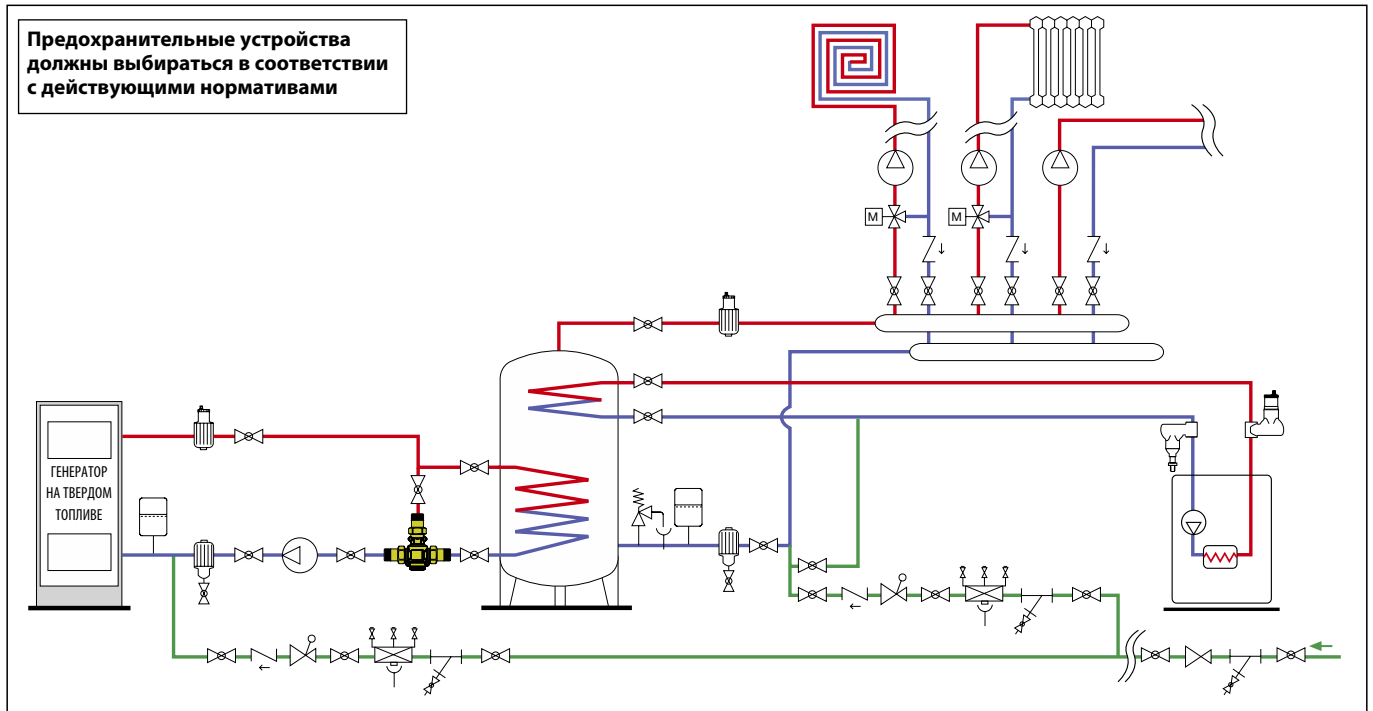 Предохранительные устройства
должны выбираться в соответствии
с действующими нормативами
M
M
ГЕНЕРАТОР
НА ТВЕРДОМ
ТОПЛИВЕ